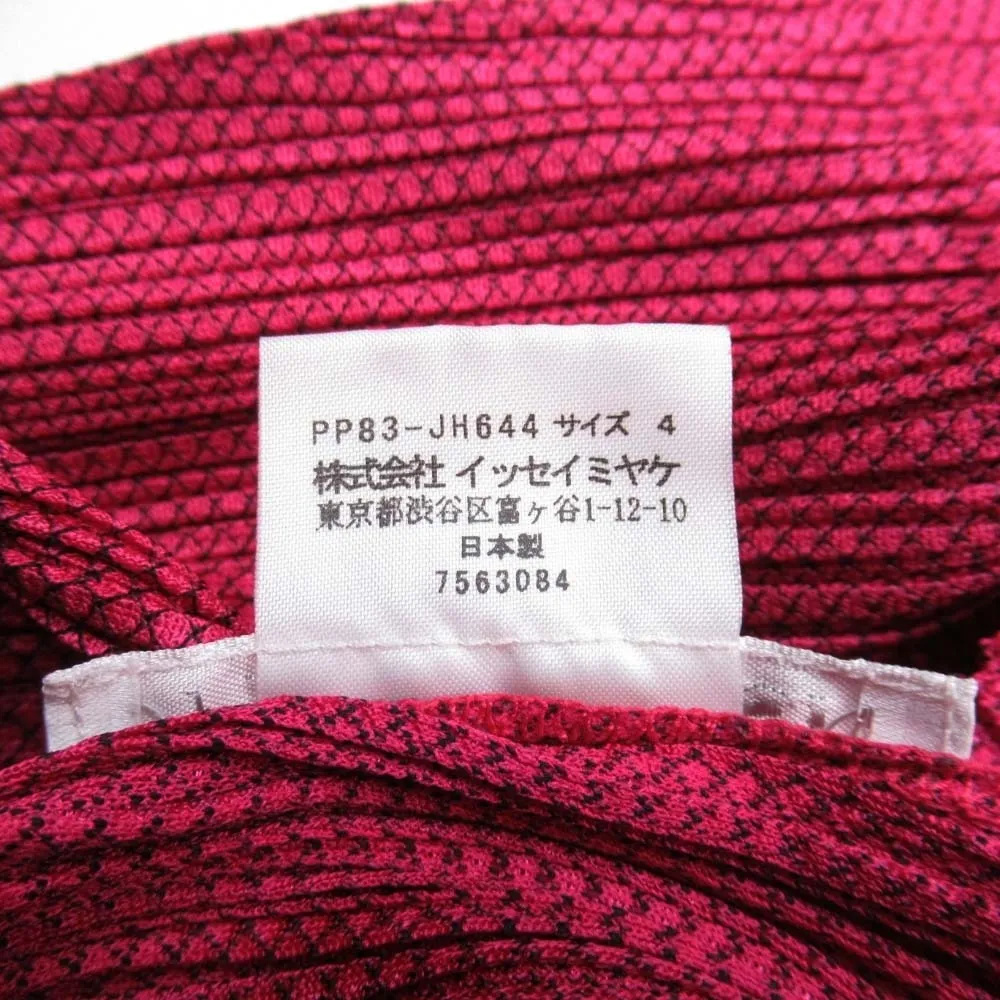 PP83-JH644 サイズ 4
株式会社 イッセイミヤケ
東京都渋谷区富ヶ谷1-12-10
日本製
7563084